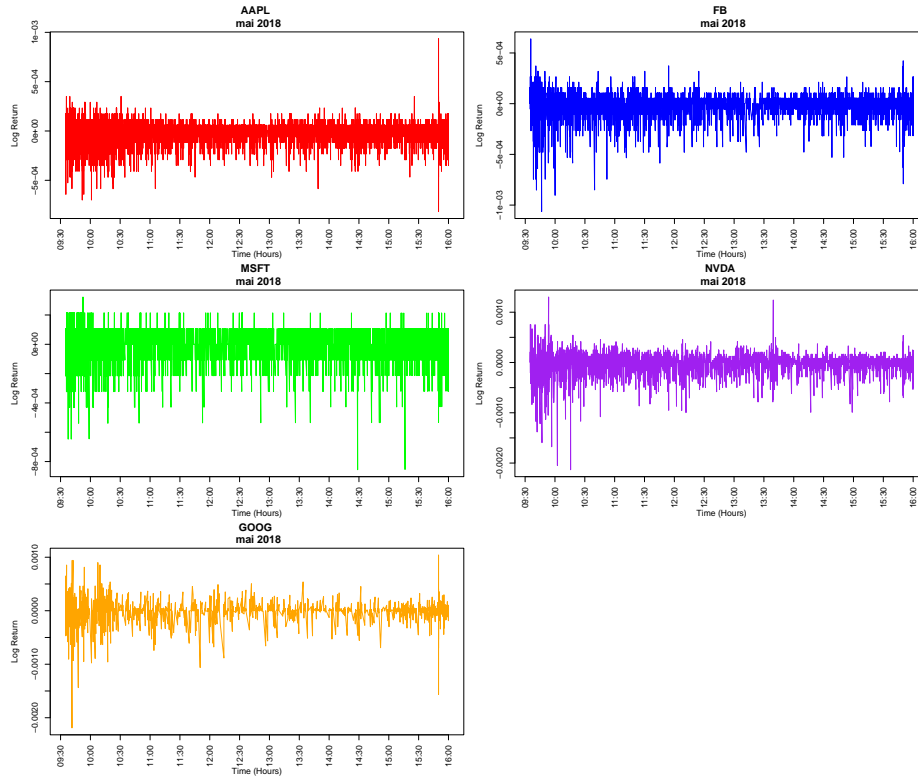 AAPL
mai 2018
Log Return
1e-03
5e-04
0e+00
−5e-04
09:30
10:00
10:30
11:00
11:30
12:00
12:30
13:00
13:30
14:00
14:30
15:00
15:30
16:00
Time (Hours)
FB
mai 2018
Log Return
5e-04
0e+00
−5e-04
−1e-03
09:30
10:00
10:30
11:00
11:30
12:00
12:30
13:00
13:30
14:00
14:30
15:00
15:30
16:00
Time (Hours)
MSFT
mai 2018
Log Return
0e+00
−4e-04
−8e-04
09:30
10:00
10:30
11:00
11:30
12:00
12:30
13:00
13:30
14:00
14:30
15:00
15:30
16:00
Time (Hours)
NVDA
mai 2018
Log Return
0.0010
0.0000
−0.0010
−0.0020
09:30
10:00
10:30
11:00
11:30
12:00
12:30
13:00
13:30
14:00
14:30
15:00
15:30
16:00
Time (Hours)
GOOG
mai 2018
Log Return
0.0010
0.0000
−0.0010
−0.0020
09:30
10:00
10:30
11:00
11:30
12:00
12:30
13:00
13:30
14:00
14:30
15:00
15:30
16:00
Time (Hours)